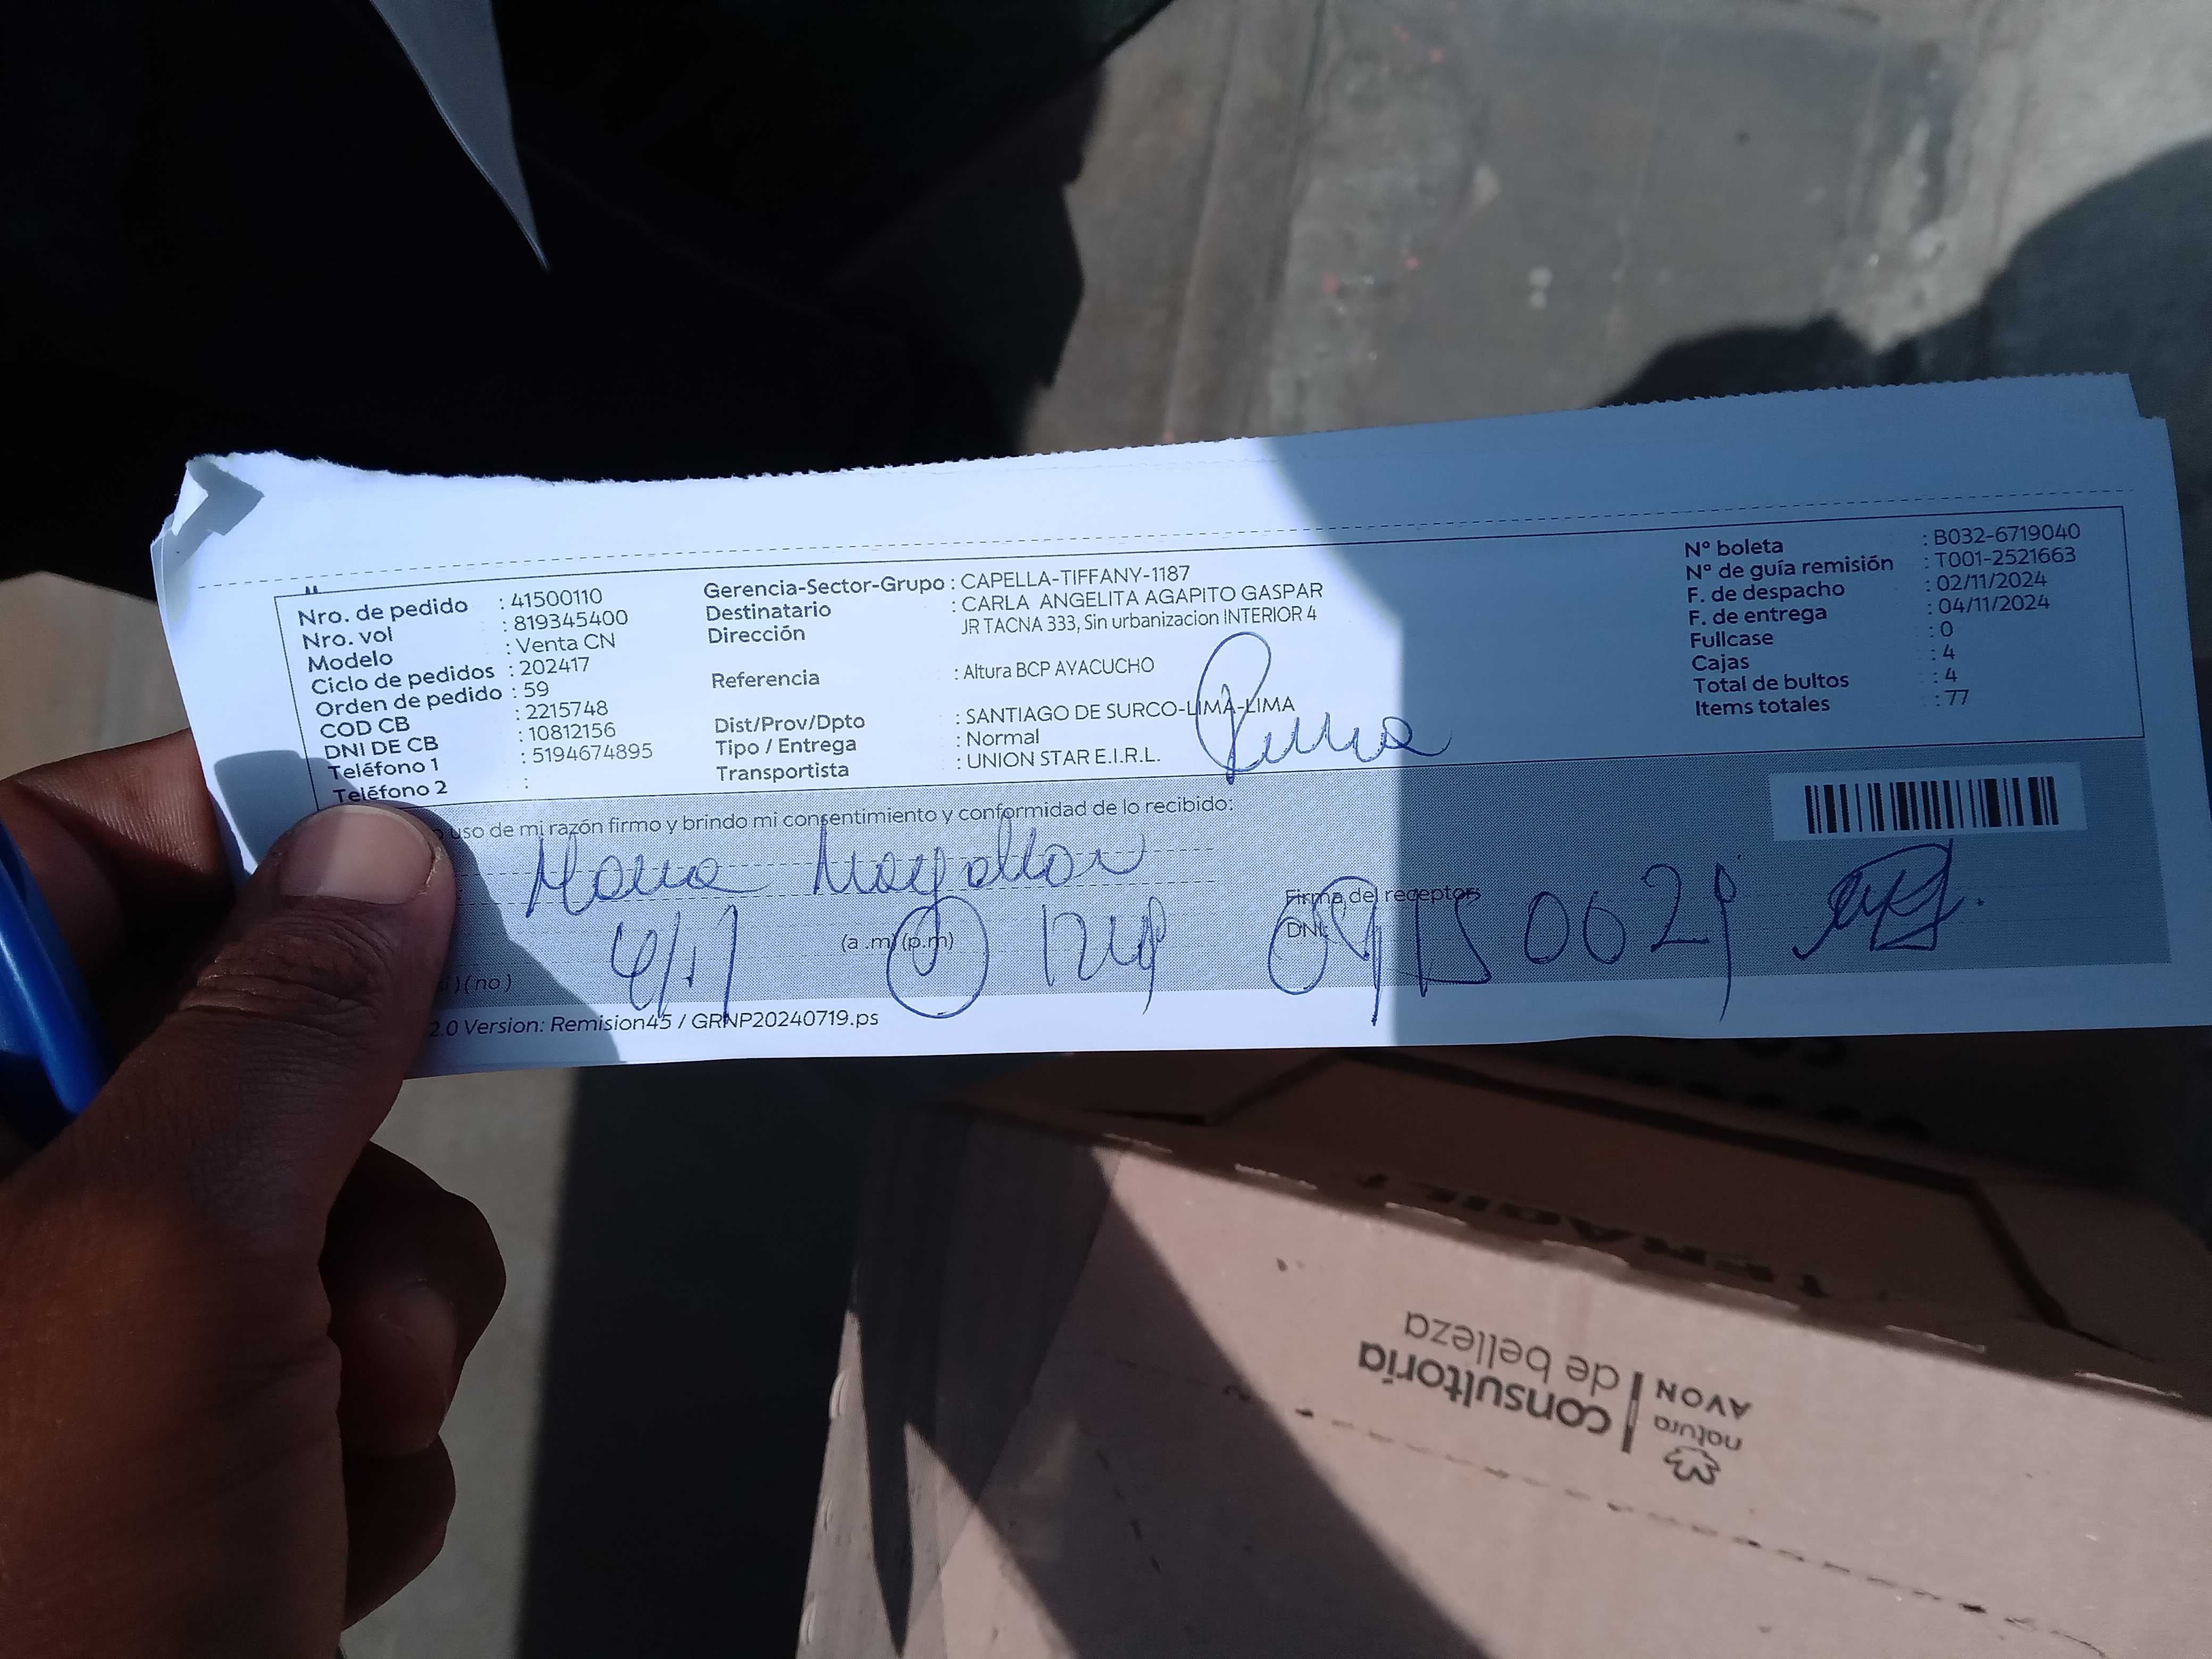 Nro. de pedido : 41500110
Nro. vol : 819345400
Modelo : Venta CN
Ciclo de pedidos : 202417
Orden de pedido : 59
COD CB : 2215748
DNI DE CB : 10812156
Teléfono 1 : 5194674895
Teléfono 2 :
Gerencia-Sector-Grupo : CAPELLA-TIFFANY-1187
Destinatario : CARLA ANGELITA AGAPITO GASPAR
Dirección JR TACNA 333, Sin urbanizacion INTERIOR 4
Referencia : Altura BCP AYACUCHO
Dist/Prov/Dpto : SANTIAGO DE SURCO-LIMA-LIMA
Tipo / Entrega : Normal
Transportista : UNION STAR E.I.R.L.
Nº boleta : B032-6719040
Nº de guía remisión : T001-2521663
F. de despacho : 02/11/2024
F. de entrega : 04/11/2024
Fullcase : 0
Cajas : 4
Total de bultos : 4
Items totales : 77
uso de mi razón firmo y brindo mi consentimiento y conformidad de lo recibido:
Firma del receptor
(a .m) (p.m)
DNI:
)(no)
2.0 Version: Remision45 / GRNP20240719.ps
FRAGIL
natura
AVON
consultoría
de belleza